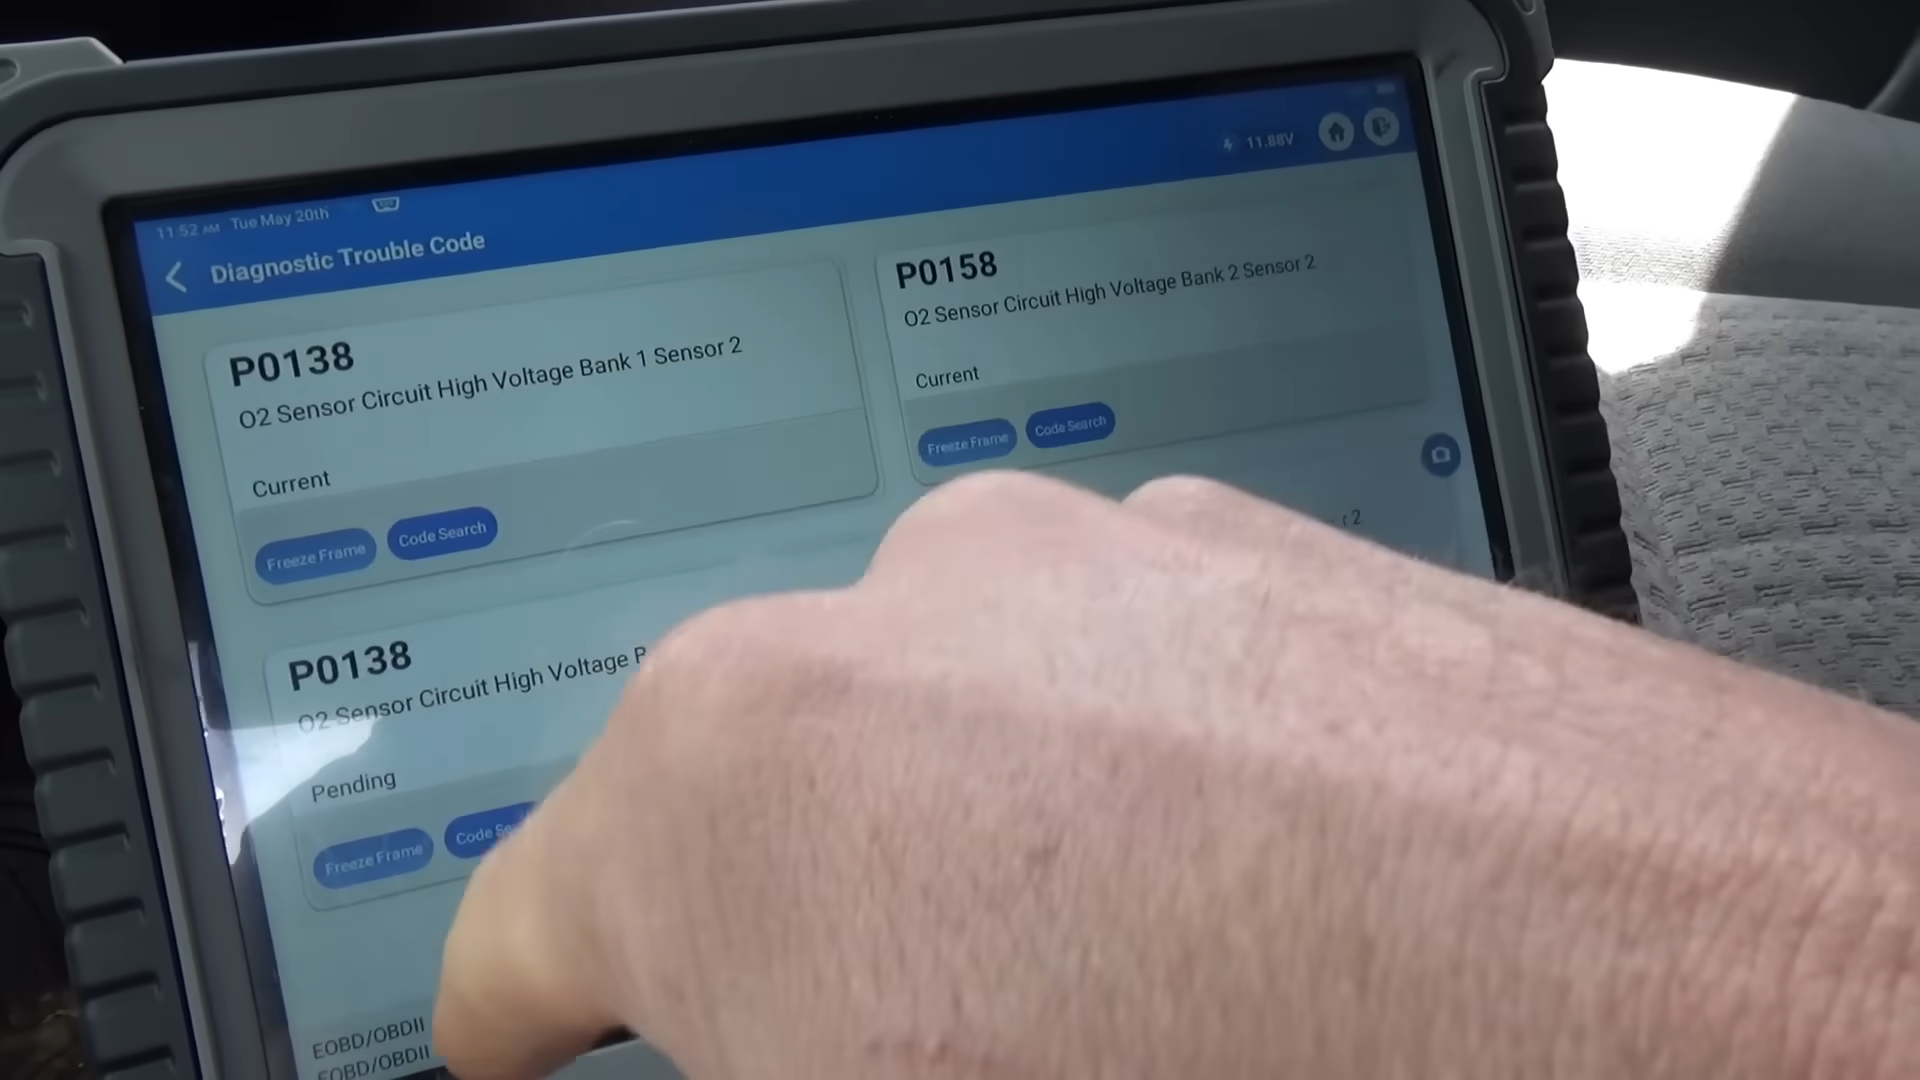 11:52 AM Tue May 20th
11.88V
Diagnostic Trouble Code
P0138
O2 Sensor Circuit High Voltage Bank 1 Sensor 2
Current
Freeze Frame
Code Search
P0158
O2 Sensor Circuit High Voltage Bank 2 Sensor 2
Current
Freeze Frame
Code Search
P0138
O2 Sensor Circuit High Voltage
Pending
Freeze Frame
Code
r 2
EOBD/OBDII
EOBD/OBDII